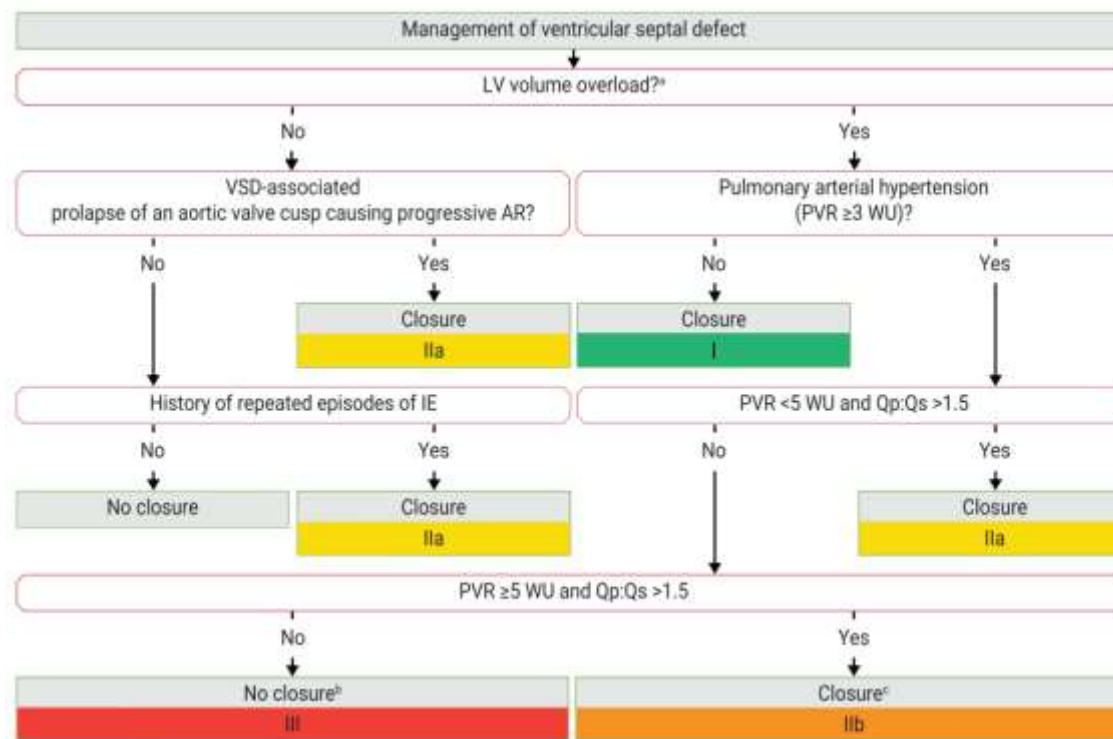 Management of ventricular septal defect
LV volume overload?ᵃ
No
Yes
VSD-associated
prolapse of an aortic valve cusp causing progressive AR?
Pulmonary arterial hypertension
(PVR ≥3 WU)?
No
Yes
No
Yes
Closure
IIa
Closure
I
History of repeated episodes of IE
PVR <5 WU and Qp:Qs >1.5
No
Yes
No
Yes
No closure
Closure
IIa
Closure
IIa
PVR ≥5 WU and Qp:Qs >1.5
No
Yes
No closureᵇ
III
Closureᶜ
IIb